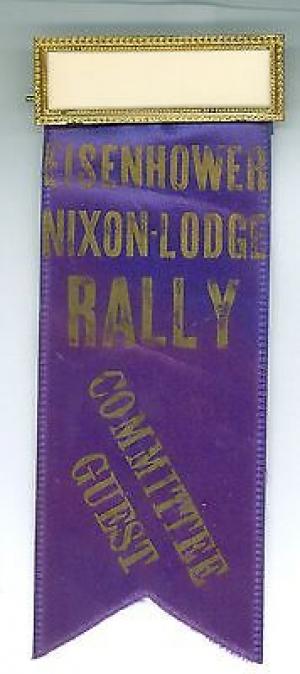 EISENHOWER
NIXON-LODGE
RALLY
COMMITTEE
GUEST